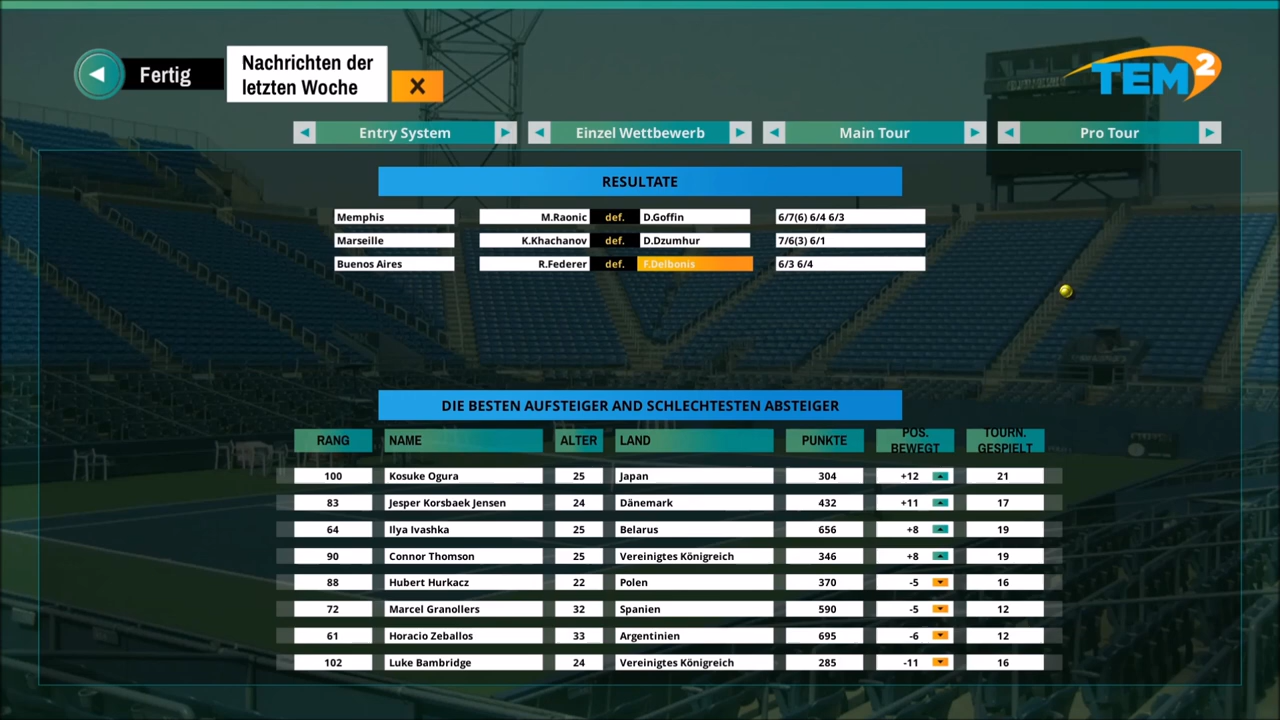 Fertig
Nachrichten der
letzten Woche
TEM2
Entry System
Einzel Wettbewerb
Main Tour
Pro Tour
RESULTATE
Memphis M.Raonic def. D.Goffin 6/7(6) 6/4 6/3
Marseille K.Khachanov def. D.Dzumhur 7/6(3) 6/1
Buenos Aires R.Federer def. F.Delbonis 6/3 6/4
DIE BESTEN AUFSTEIGER AND SCHLECHTESTEN ABSTEIGER
RANG NAME ALTER LAND PUNKTE POS. BEWEGT TOURN. GESPIELT
100 Kosuke Ogura 25 Japan 304 +12 21
83 Jesper Korsbaek Jensen 24 Dänemark 432 +11 17
64 Ilya Ivashka 25 Belarus 656 +8 19
90 Connor Thomson 25 Vereinigtes Königreich 346 +8 19
88 Hubert Hurkacz 22 Polen 370 -5 16
72 Marcel Granollers 32 Spanien 590 -5 12
61 Horacio Zeballos 33 Argentinien 695 -6 12
102 Luke Bambridge 24 Vereinigtes Königreich 285 -11 16